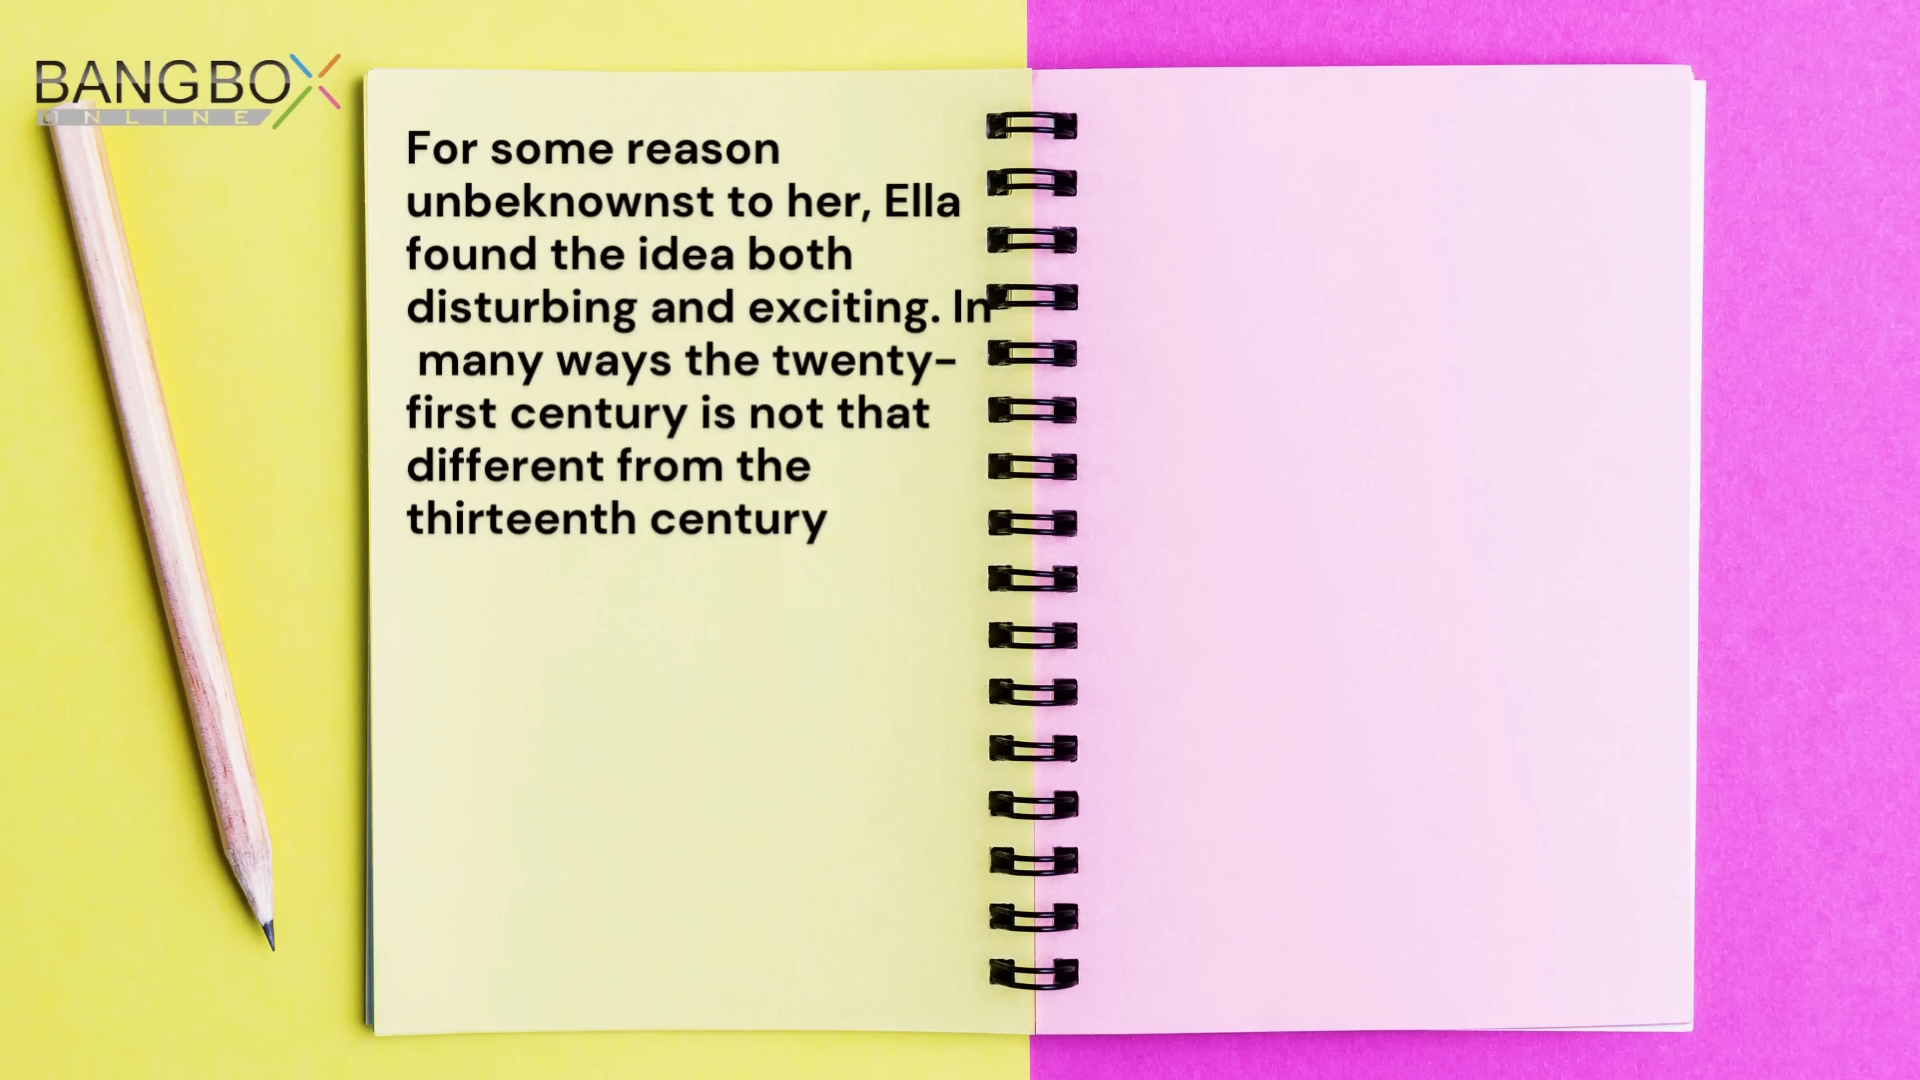 BANGBOX
ONLINE
For some reason
unbeknownst to her, Ella
found the idea both
disturbing and exciting. In
many ways the twenty-
first century is not that
different from the
thirteenth century